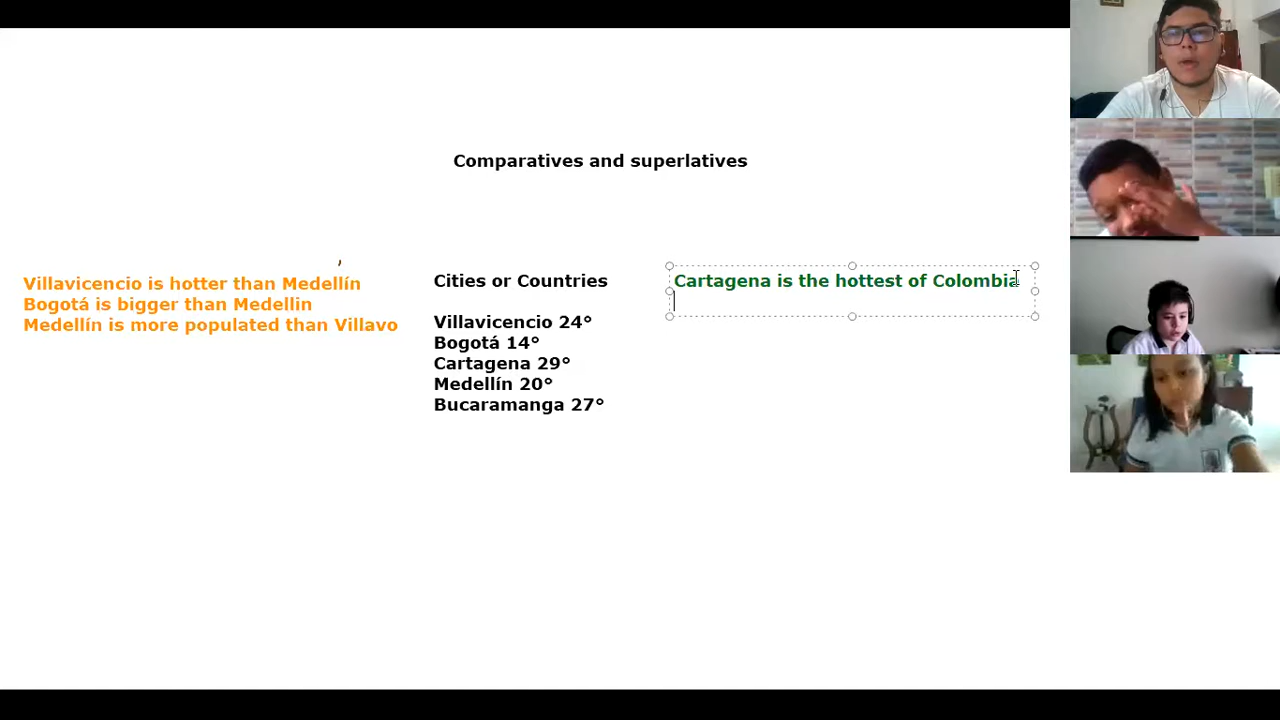 Comparatives and superlatives
Villavicencio is hotter than Medellín
Bogotá is bigger than Medellin
Medellín is more populated than Villavo
Cities or Countries
Villavicencio 24°
Bogotá 14°
Cartagena 29°
Medellín 20°
Bucaramanga 27°
Cartagena is the hottest of Colombia